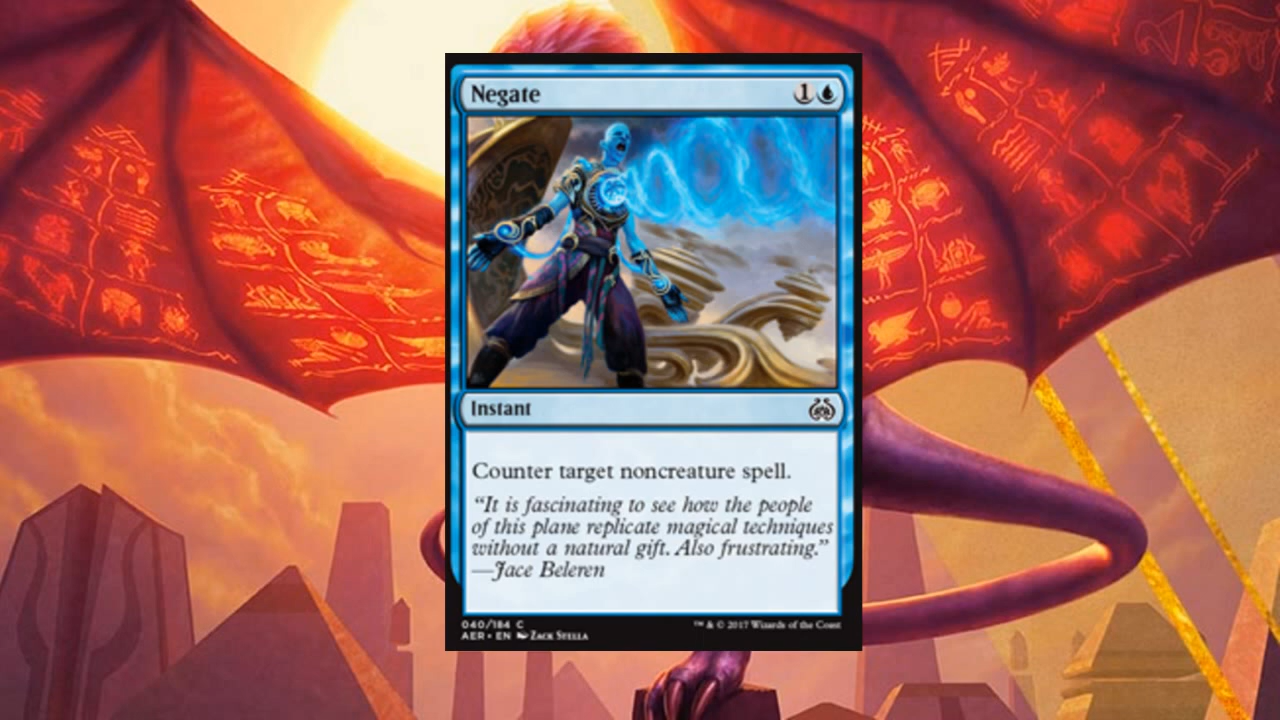 Negate 1
Instant
Counter target noncreature spell.
“It is fascinating to see how the people
of this plane replicate magical techniques
without a natural gift. Also frustrating.”
—Jace Beleren
040/184 C
AER • EN Zack Stella
™ & © 2017 Wizards of the Coast